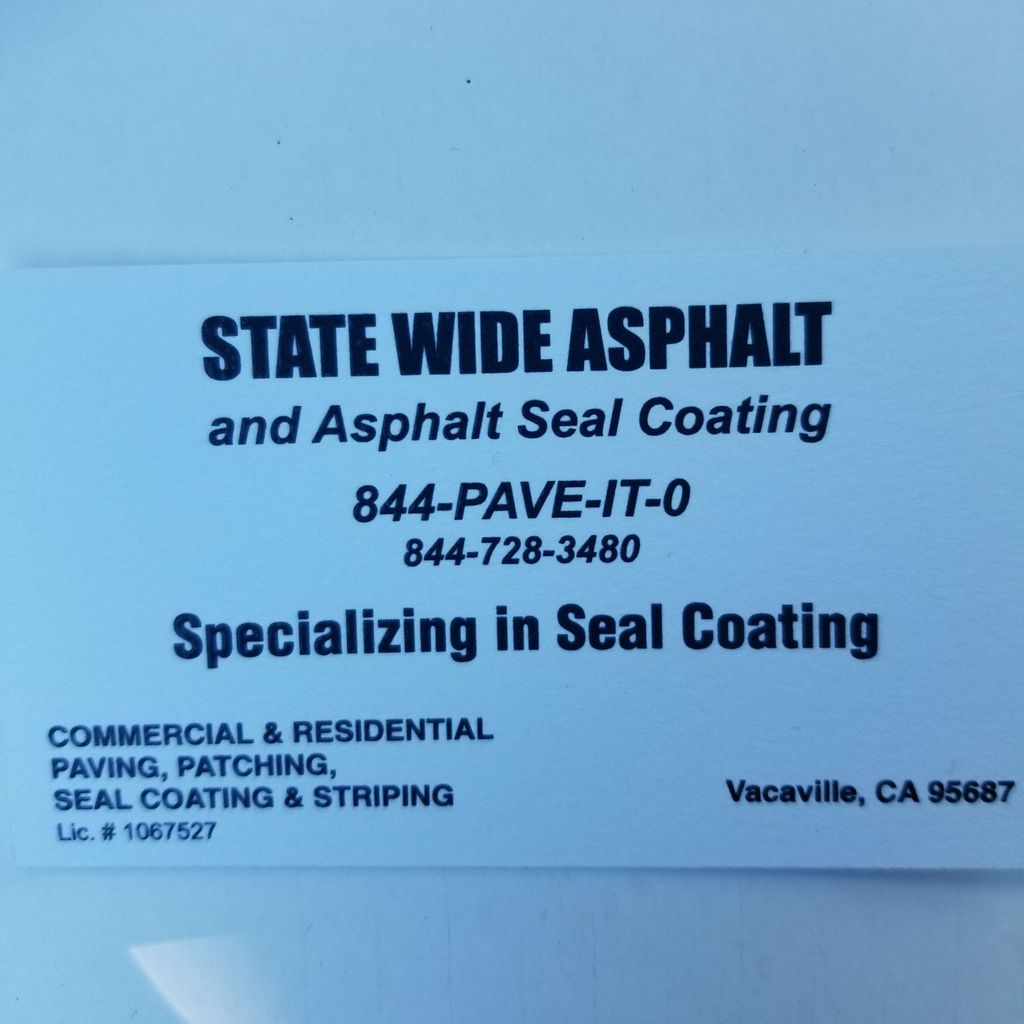 STATE WIDE ASPHALT
and Asphalt Seal Coating
844-PAVE-IT-0
844-728-3480
Specializing in Seal Coating
COMMERCIAL & RESIDENTIAL
PAVING, PATCHING,
SEAL COATING & STRIPING
Lic. # 1067527
Vacaville, CA 95687